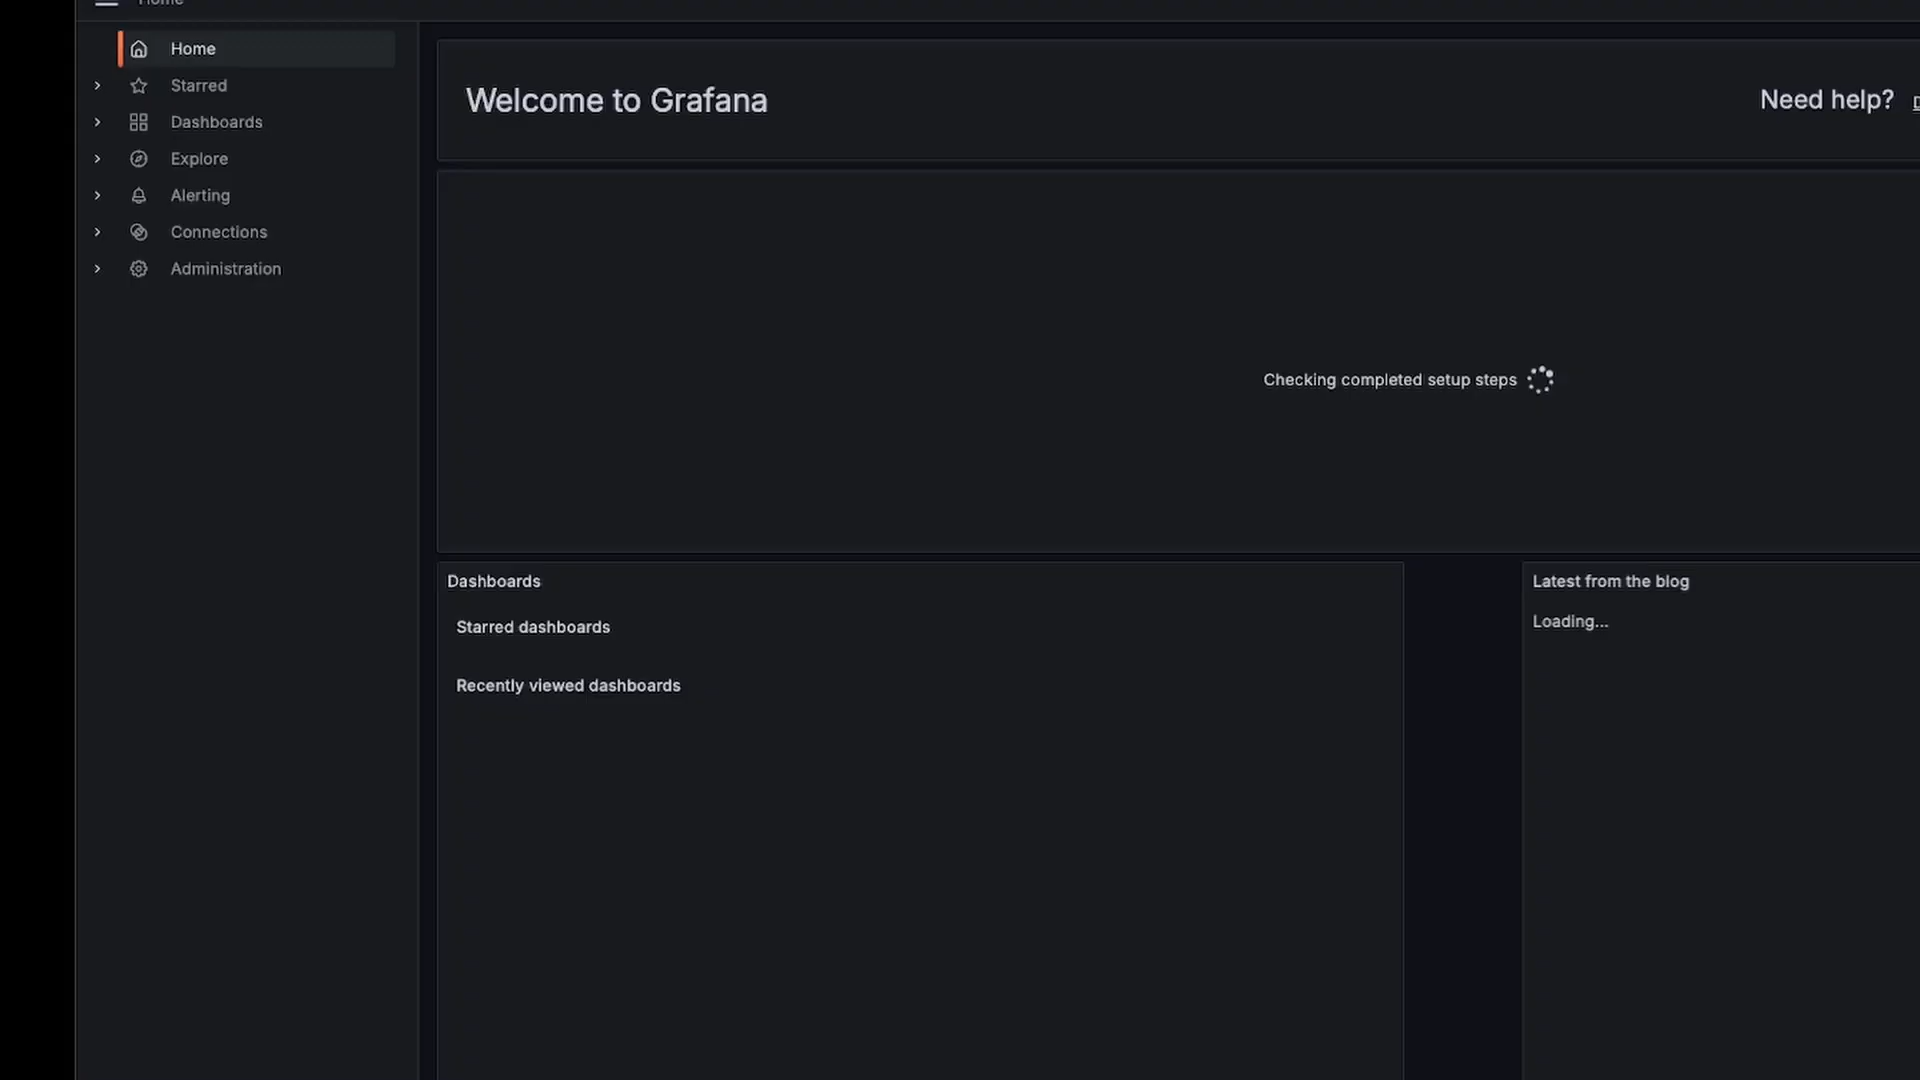 Home
Home
Starred
Dashboards
Explore
Alerting
Connections
Administration
Welcome to Grafana
Need help?
Checking completed setup steps
Dashboards
Starred dashboards
Recently viewed dashboards
Latest from the blog
Loading...